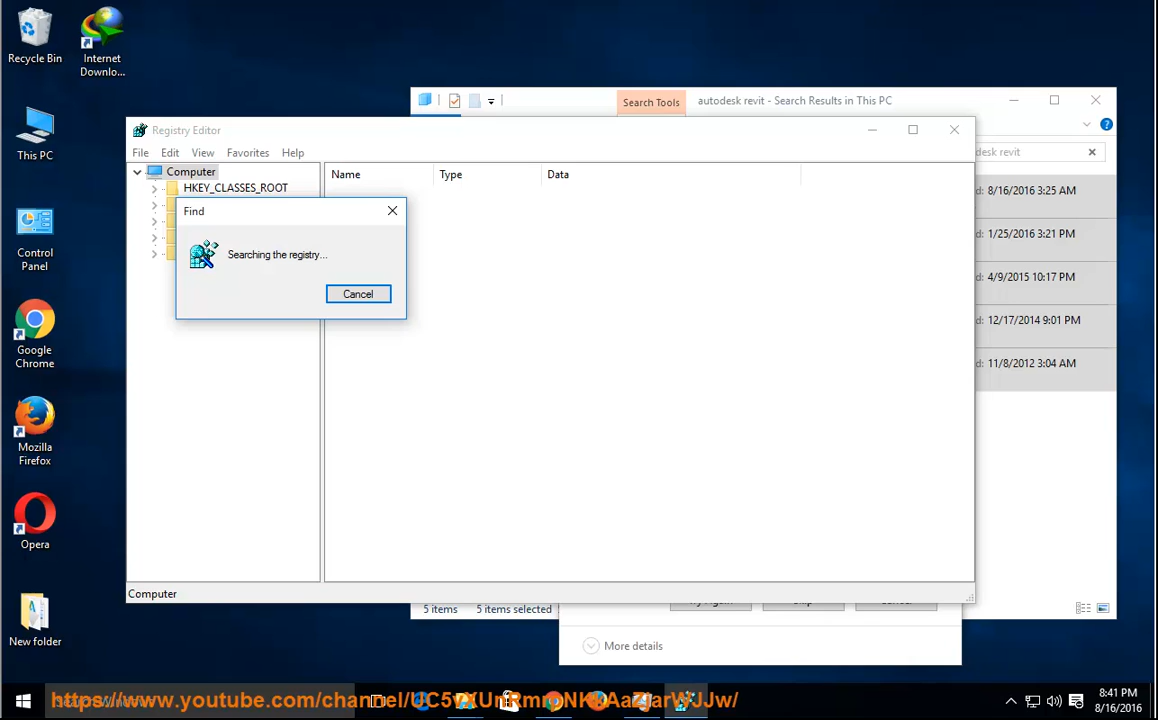 Recycle Bin
Internet
Downlo...
This PC
Control
Panel
Google
Chrome
Mozilla
Firefox
Opera
New folder
Search Tools
autodesk revit - Search Results in This PC
desk revit
d: 8/16/2016 3:25 AM
d: 1/25/2016 3:21 PM
d: 4/9/2015 10:17 PM
d: 12/17/2014 9:01 PM
d: 11/8/2012 3:04 AM
Registry Editor
File Edit View Favorites Help
Computer
HKEY_CLASSES_ROOT
Name Type Data
Find
Searching the registry...
Cancel
Computer
5 items 5 items selected
More details
8:41 PM
8/16/2016